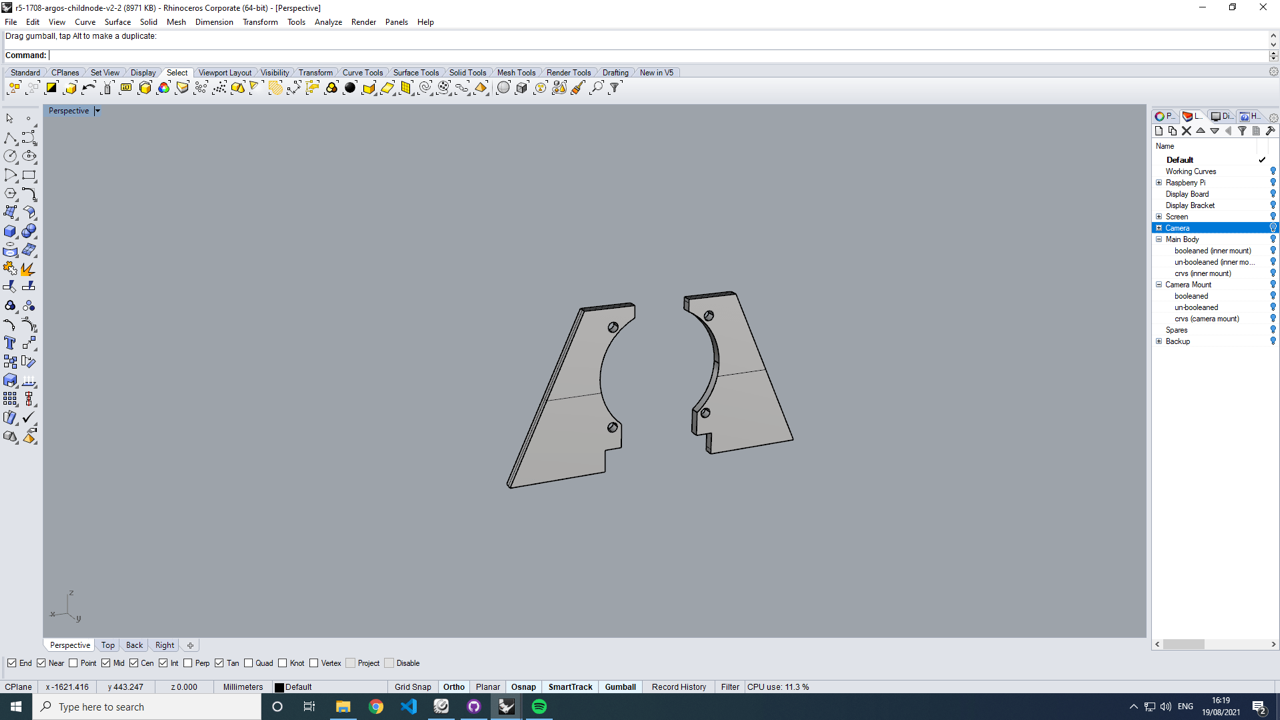 r5-1708-argos-childnode-v2-2 (8971 KB) - Rhinoceros Corporate (64-bit) - [Perspective]
File Edit View Curve Surface Solid Mesh Dimension Transform Tools Analyze Render Panels Help
Drag gumball, tap Alt to make a duplicate:
Command:
Standard CPlanes Set View Display Select Viewport Layout Visibility Transform Curve Tools Surface Tools Solid Tools Mesh Tools Render Tools Drafting New in V5
Perspective
P... L... Di... H...
Name
Default
Working Curves
Raspberry Pi
Display Board
Display Bracket
Screen
Camera
Main Body
booleaned (inner mount)
un-booleaned (inner mo...
crvs (inner mount)
Camera Mount
booleaned
un-booleaned
crvs (camera mount)
Spares
Backup
z
x
y
Perspective Top Back Right
End Near Point Mid Cen Int Perp Tan Quad Knot Vertex Project Disable
CPlane x -1621.416 y 443.247 z 0.000 Millimeters Default Grid Snap Ortho Planar Osnap SmartTrack Gumball Record History Filter CPU use: 11.3 %
Type here to search
ENG
16:19
19/08/2021
2